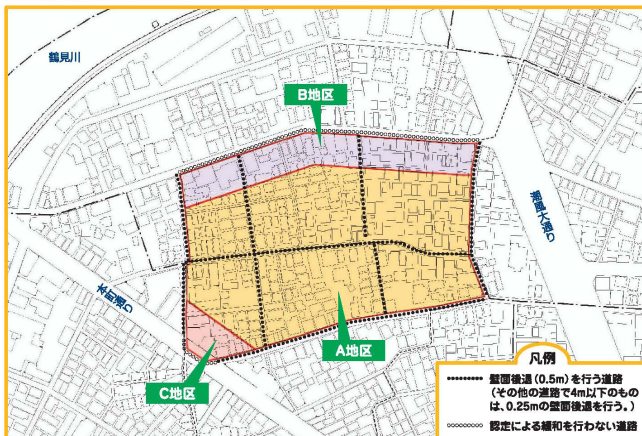 鶴見川
B地区
潮風大通り
本町通り
A地区
C地区
凡例
壁面後退(0.5m)を行う道路
(その他の道路で4m以下のもの
は、0.25mの壁面後退を行う。)
認定による緩和を行わない道路